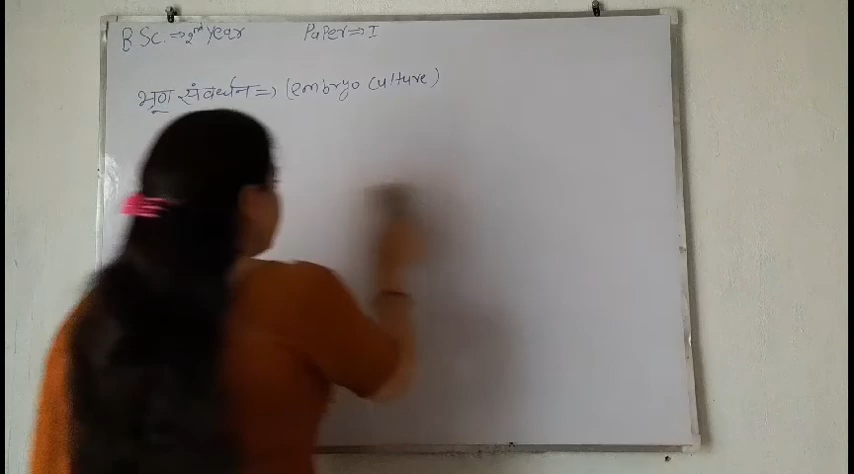 B.Sc. ⇒ 2nd year Paper ⇒ I
भ्रूण संवर्धन ⇒ (embryo culture)